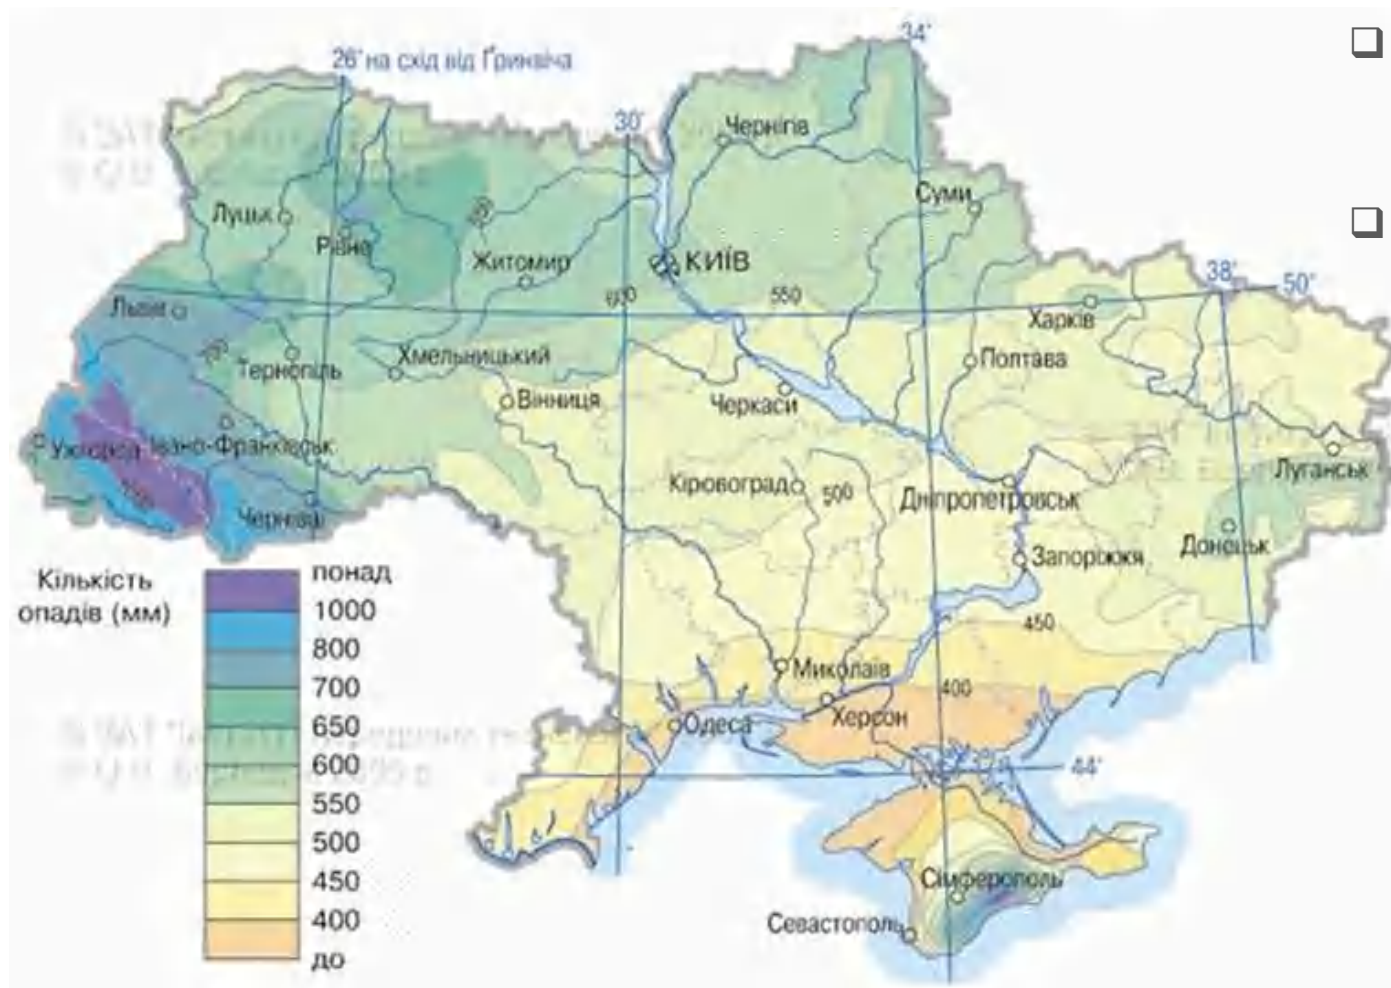 26° на схід від Ґринвіча
34°
30°
Чернігів
Суми
Луцьк
Рівне
700
Житомир
КИЇВ
38°
50°
Львів
600
550
Харків
700
Тернопіль
Хмельницький
Полтава
Вінниця
Черкаси
Ужгород
Івано-Франківськ
Луганськ
Кіровоград
500
Дніпропетровськ
Чернівці
Донецьк
Запоріжжя
Кількість
опадів (мм)
понад
1000
800
700
650
600
550
500
450
400
до
450
Миколаїв
400
Херсон
Одеса
44°
Сімферополь
Севастополь